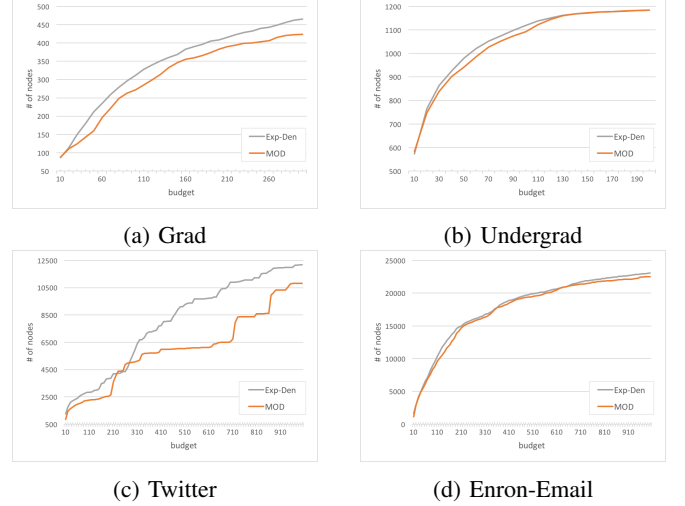 500
450
400
350
300
250
200
150
100
50
# of nodes
10 60 110 160 210 260
budget
Exp-Den
MOD
(a) Grad
1200
1100
1000
900
800
700
600
500
# of nodes
10 30 50 70 90 110 130 150 170 190
budget
Exp-Den
MOD
(b) Undergrad
12500
10500
8500
6500
4500
2500
500
# of nodes
10 110 210 310 410 510 610 710 810 910
budget
Exp-Den
MOD
(c) Twitter
25000
20000
15000
10000
5000
0
# of nodes
10 110 210 310 410 510 610 710 810 910
budget
Exp-Den
MOD
(d) Enron-Email